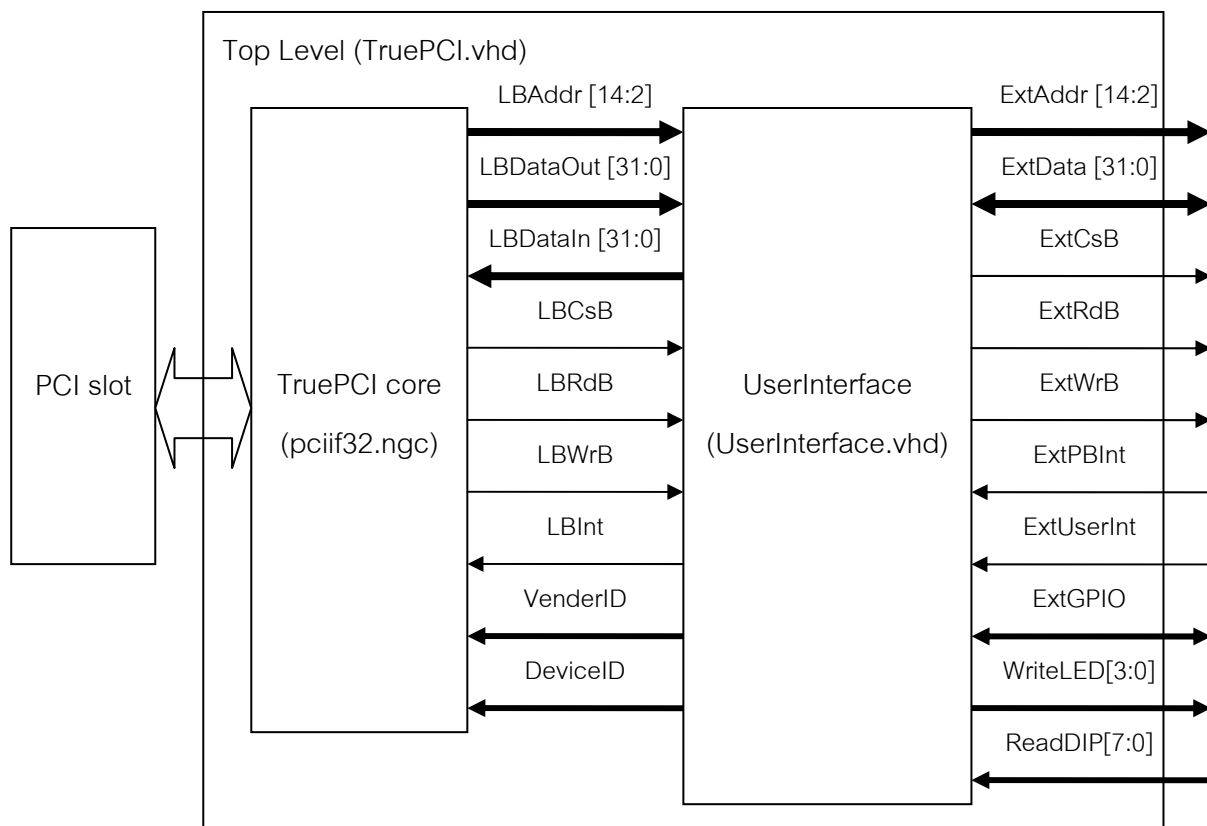 Top Level (TruePCI.vhd)
LBAddr [14:2]
ExtAddr [14:2]
LBDataOut [31:0]
ExtData [31:0]
LBDataIn [31:0]
ExtCsB
LBCsB
ExtRdB
PCI slot
TruePCI core
(pciif32.ngc)
LBRdB
UserInterface
(UserInterface.vhd)
ExtWrB
LBWrB
ExtPBInt
LBInt
ExtUserInt
VenderID
ExtGPIO
DeviceID
WriteLED[3:0]
ReadDIP[7:0]